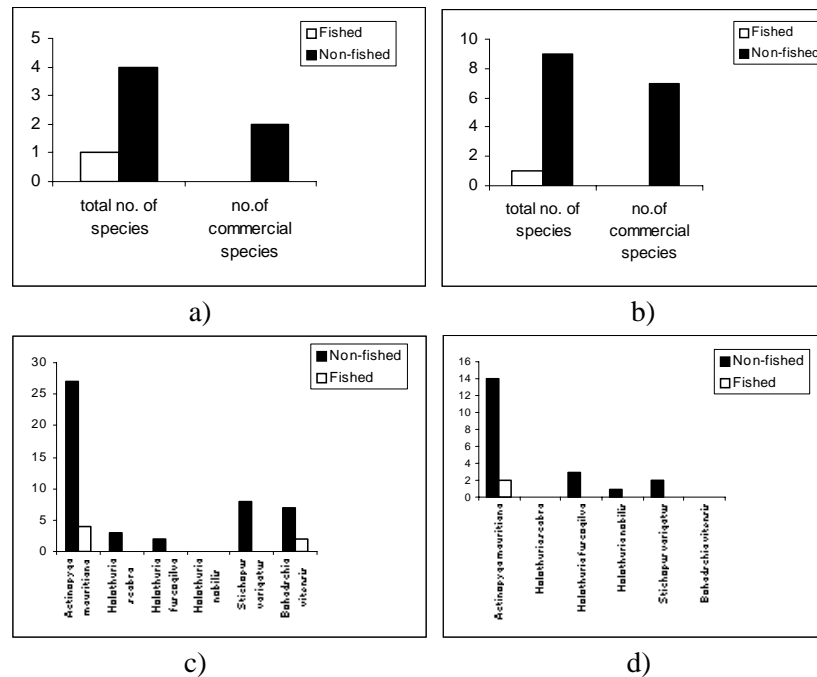 Fished
Non-fished
5
4
3
2
1
0
total no. of
species
no.of
commercial
species
a)
Fished
Non-fished
10
8
6
4
2
0
total no. of
species
no.of
commercial
species
b)
Non-fished
Fished
30
25
20
15
10
5
0
Actinopyga
mauritiana
Holothuria
scabra
Holothuria
fuscogilva
Holothuria
nobilis
Stichopus
varigatus
Bohadschia
vitensis
c)
Non-fished
Fished
16
14
12
10
8
6
4
2
0
Actinopyga mauritiana
Holothuria scabra
Holothuria fuscogilva
Holothuria nobilis
Stichopus varigatus
Bohadschia vitensis
d)